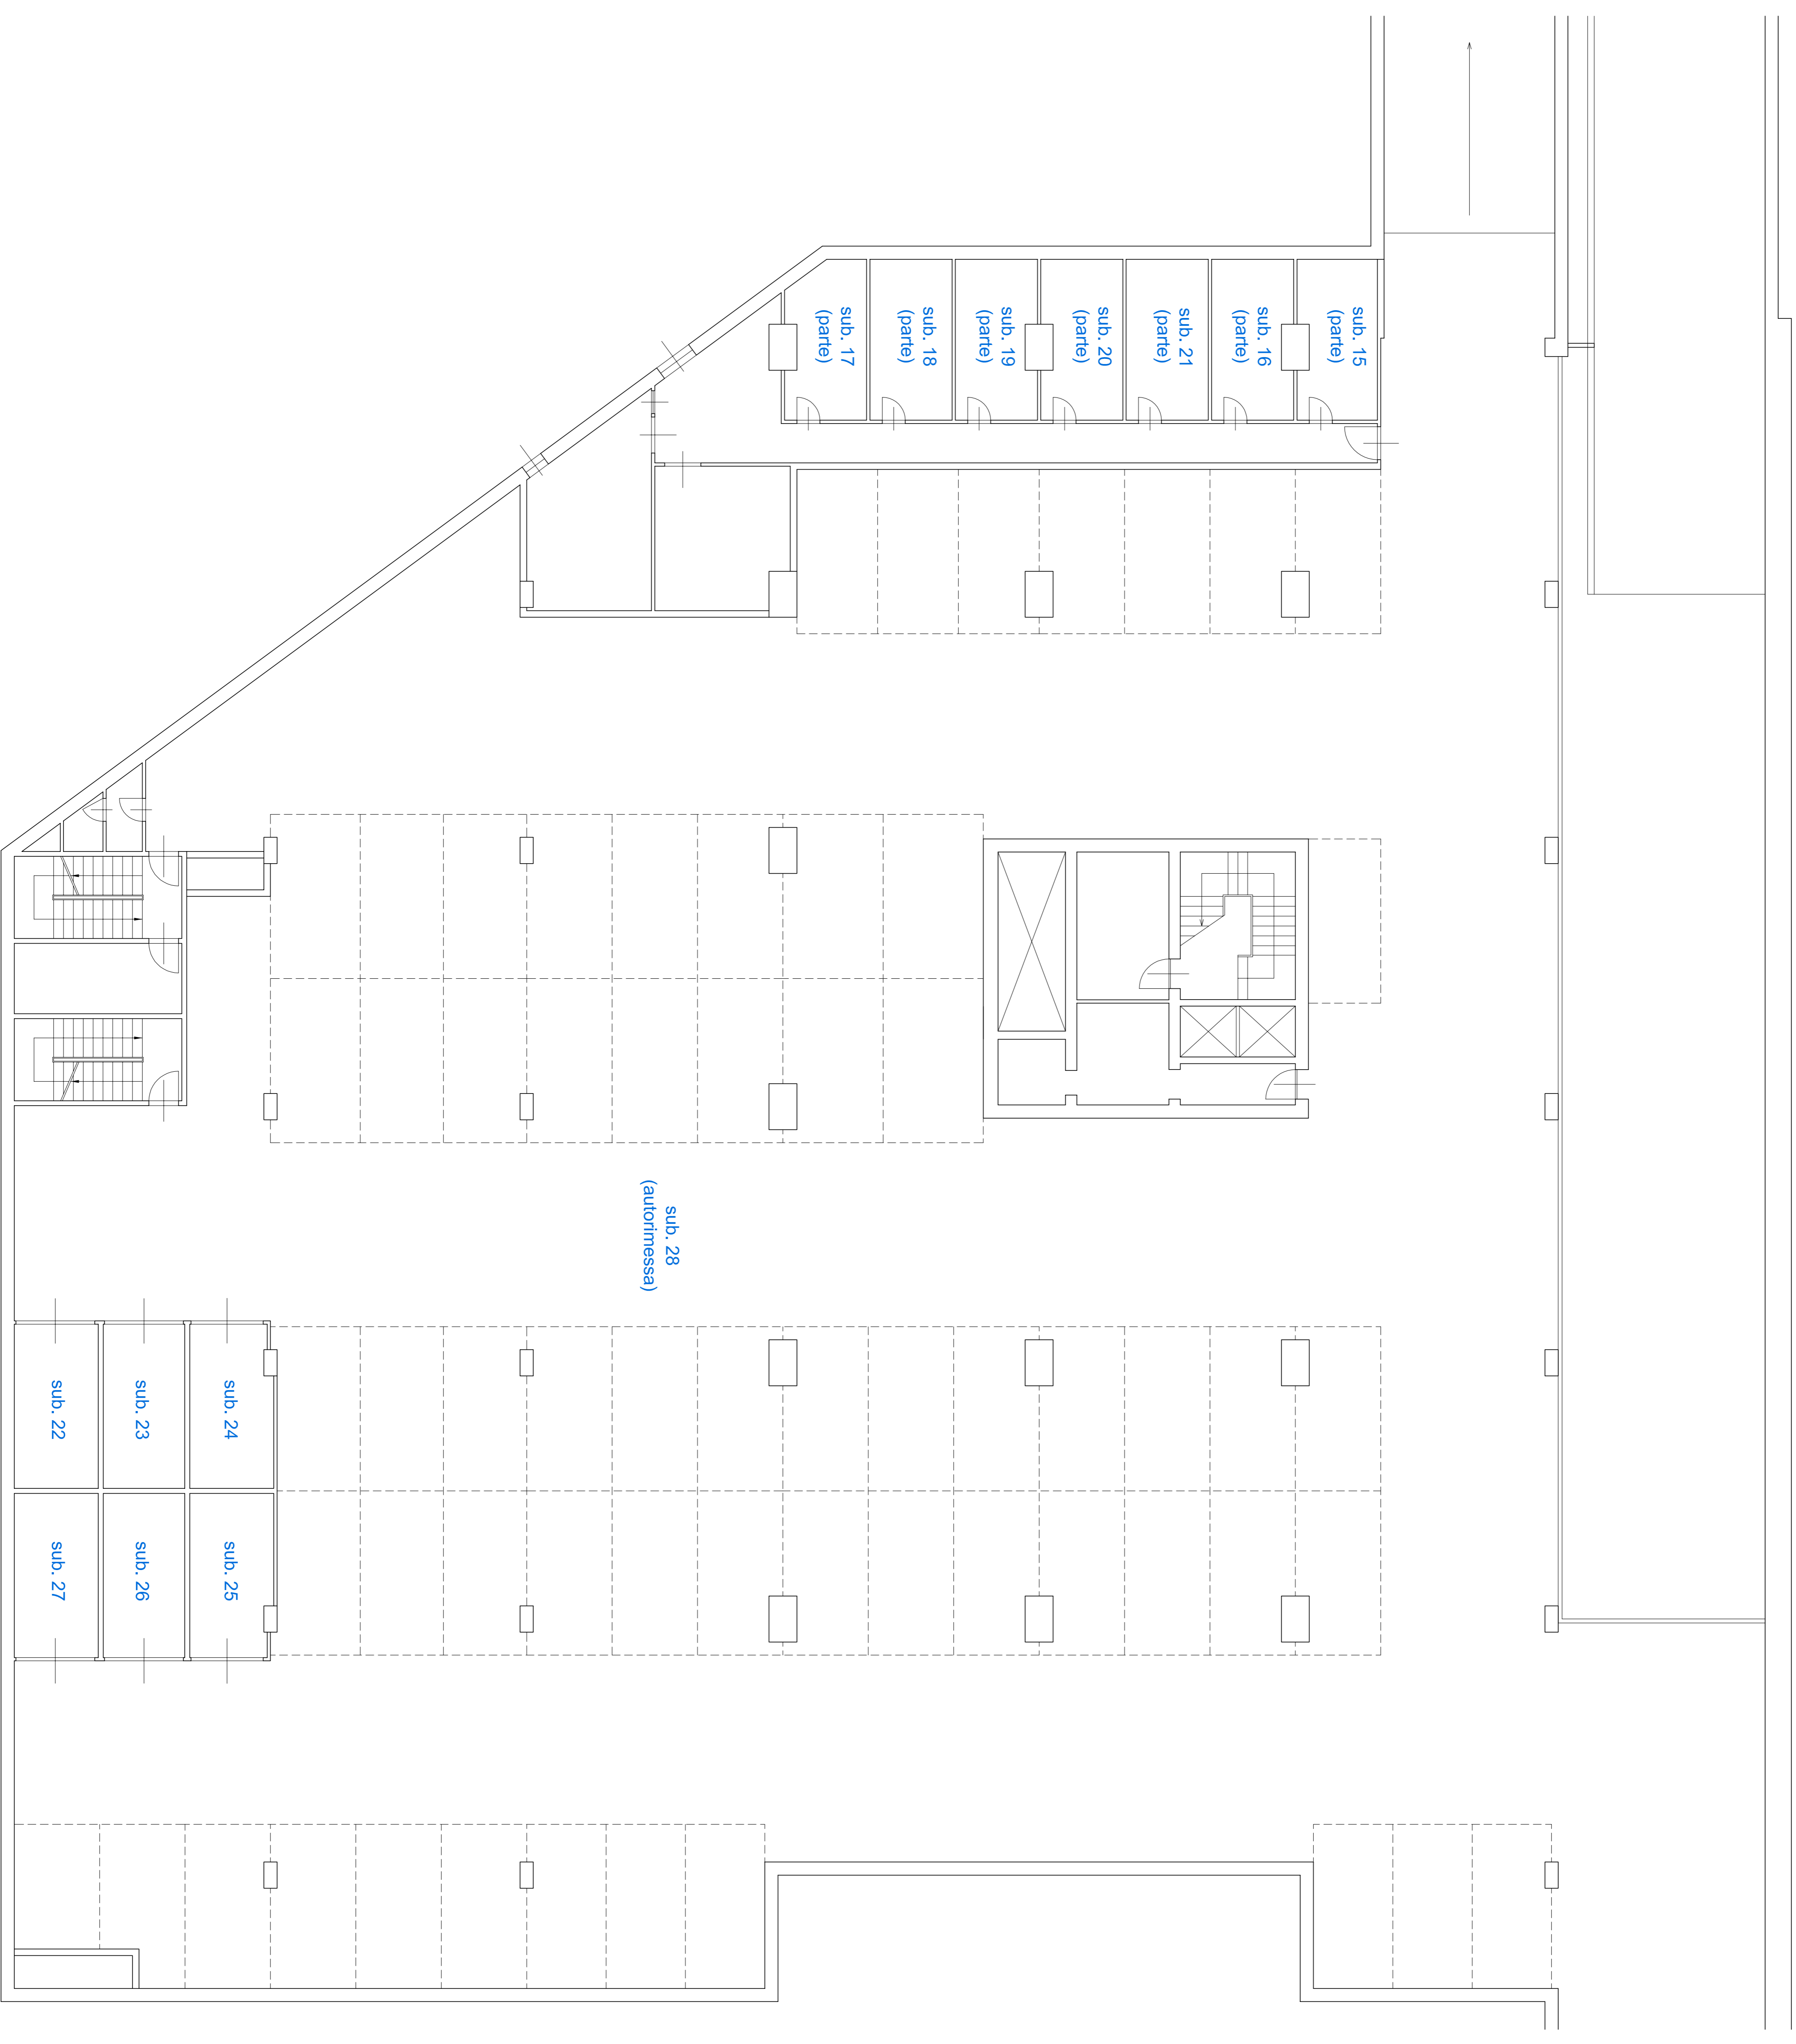 sub. 17
(parte)
sub. 18
(parte)
sub. 19
(parte)
sub. 20
(parte)
sub. 21
(parte)
sub. 16
(parte)
sub. 15
(parte)
sub. 28
(autorimessa)
sub. 22
sub. 23
sub. 24
sub. 27
sub. 26
sub. 25